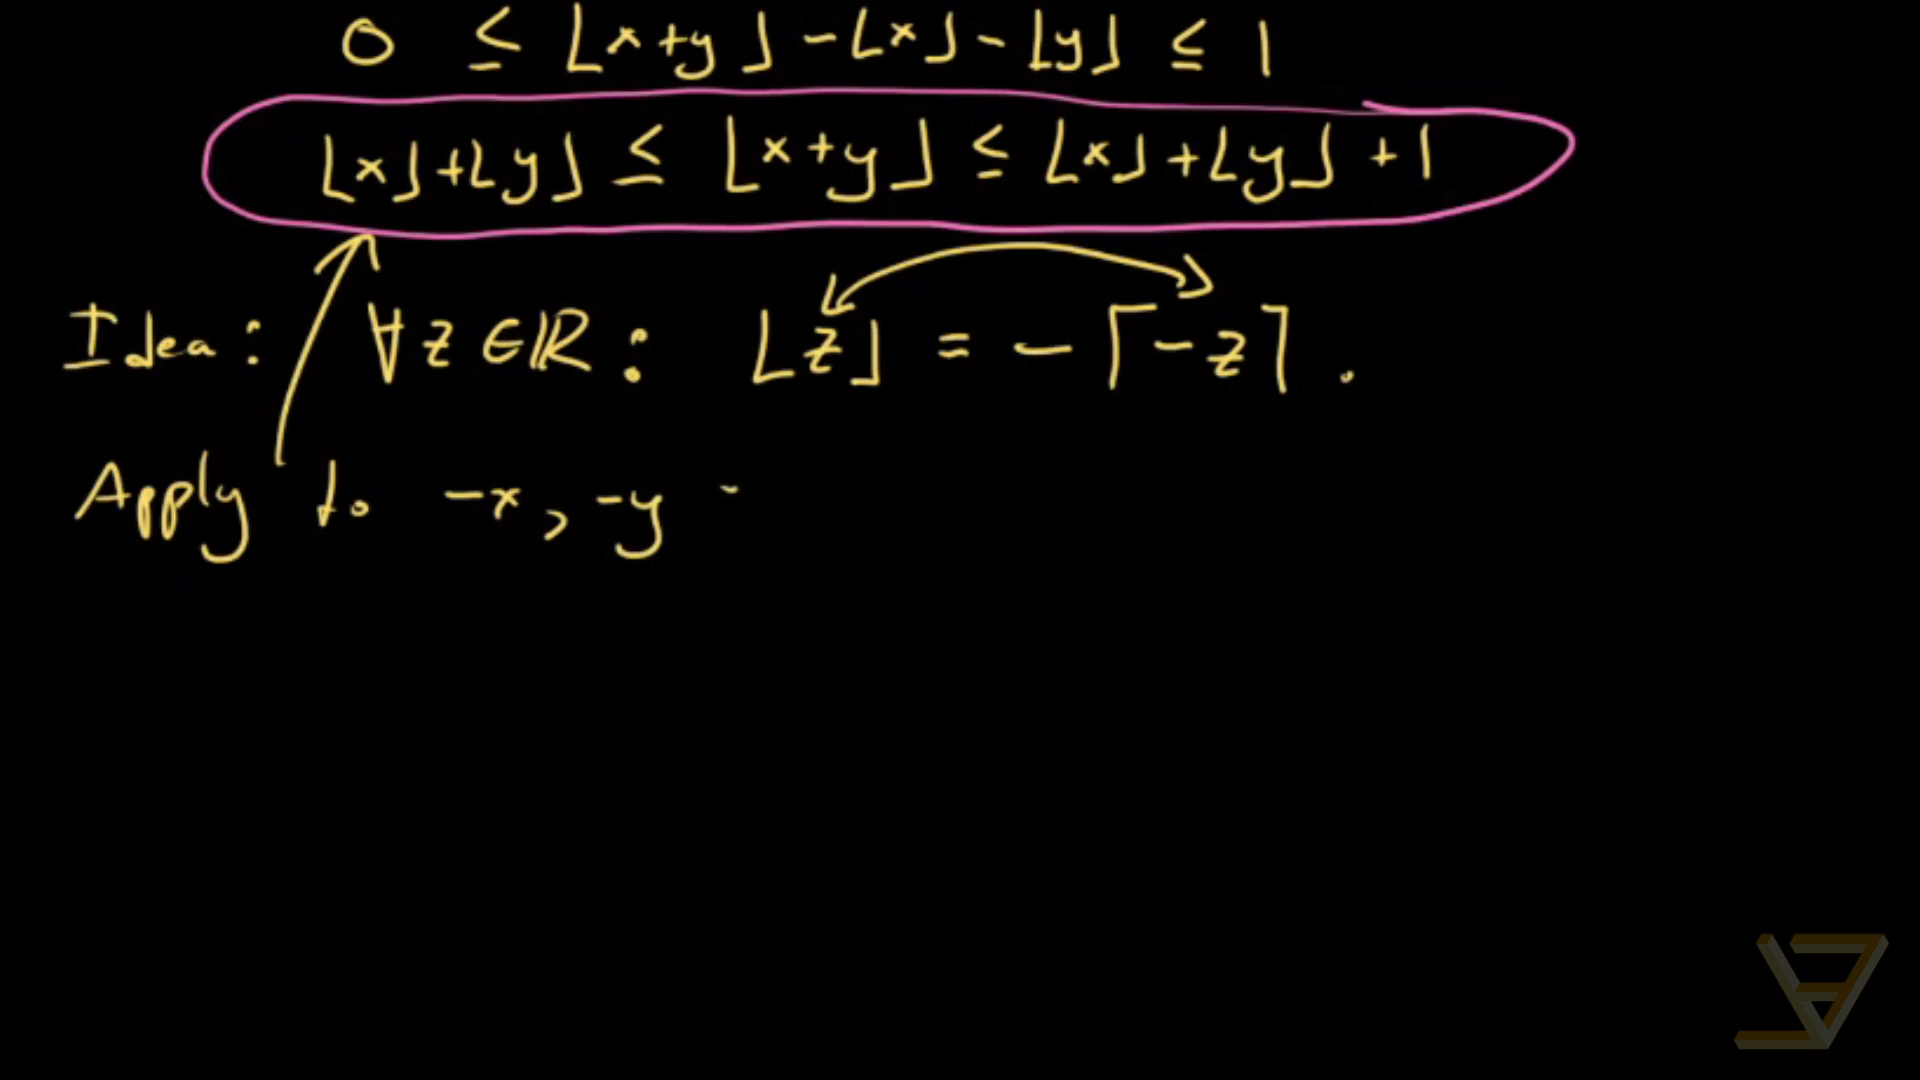 0 ≤ ⌊x+y⌋ - ⌊x⌋ - ⌊y⌋ ≤ 1
⌊x⌋+⌊y⌋ ≤ ⌊x+y⌋ ≤ ⌊x⌋+⌊y⌋+1
Idea: ∀z∈ℝ: ⌊z⌋ = -⌈-z⌉.
Apply to -x, -y -